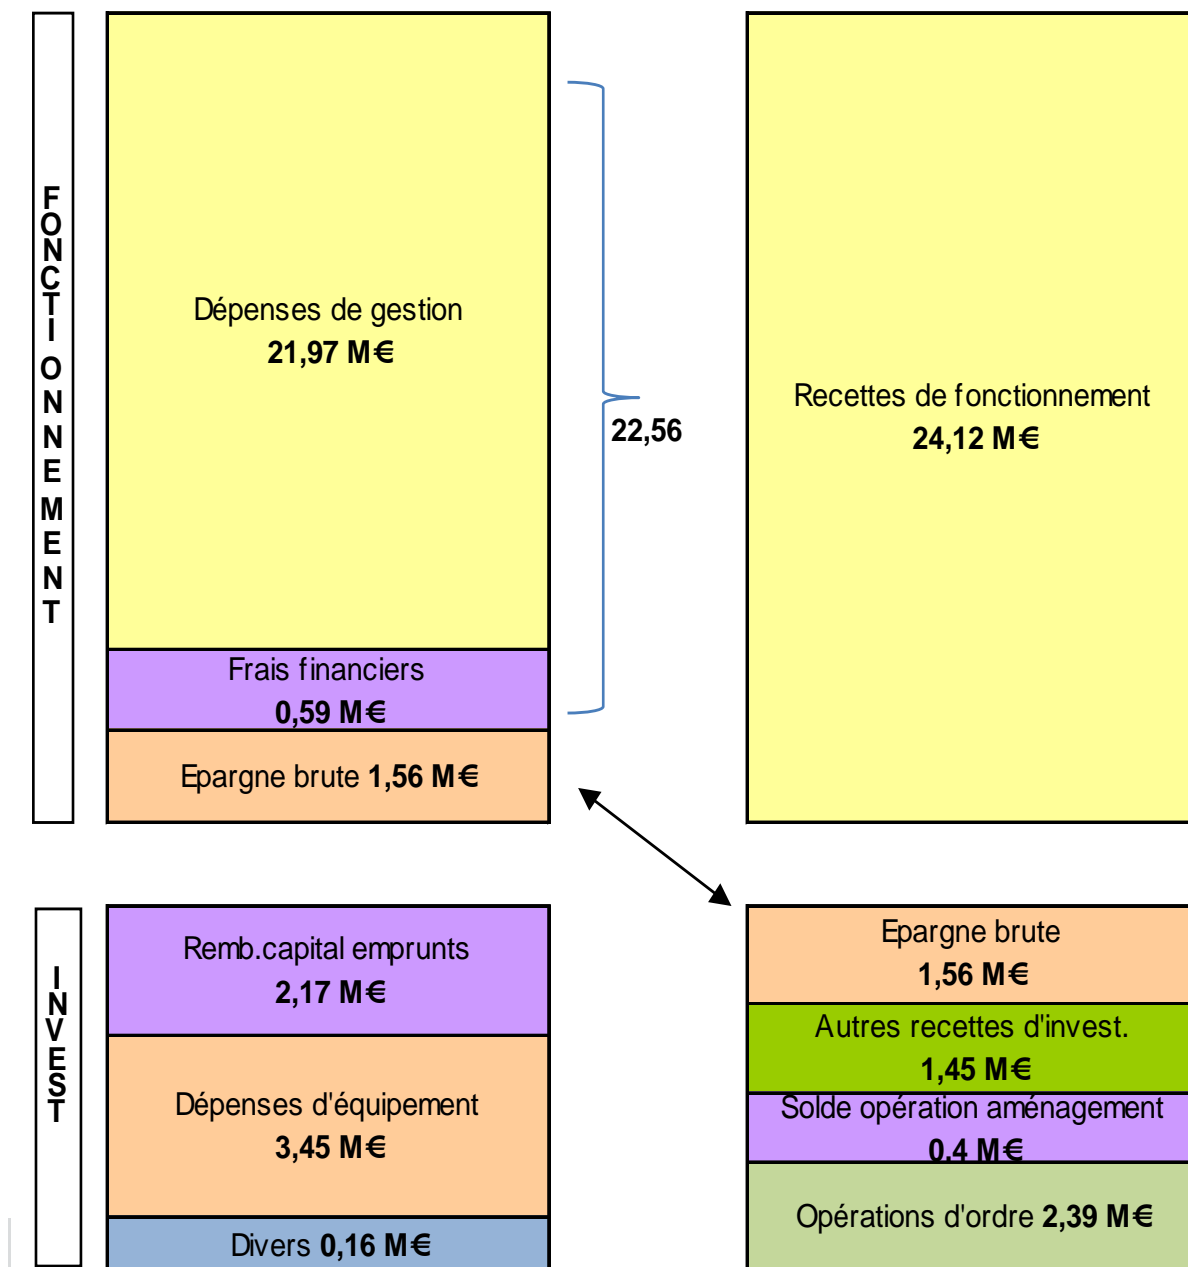 FONCTIONNEMENT
Dépenses de gestion
21,97 M€
22,56
Recettes de fonctionnement
24,12 M€
Frais financiers
0,59 M€
Epargne brute 1,56 M€
INVEST
Remb.capital emprunts
2,17 M€
Dépenses d'équipement
3,45 M€
Divers 0,16 M€
Epargne brute
1,56 M€
Autres recettes d'invest.
1,45 M€
Solde opération aménagement
0.4 M€
Opérations d'ordre 2,39 M€